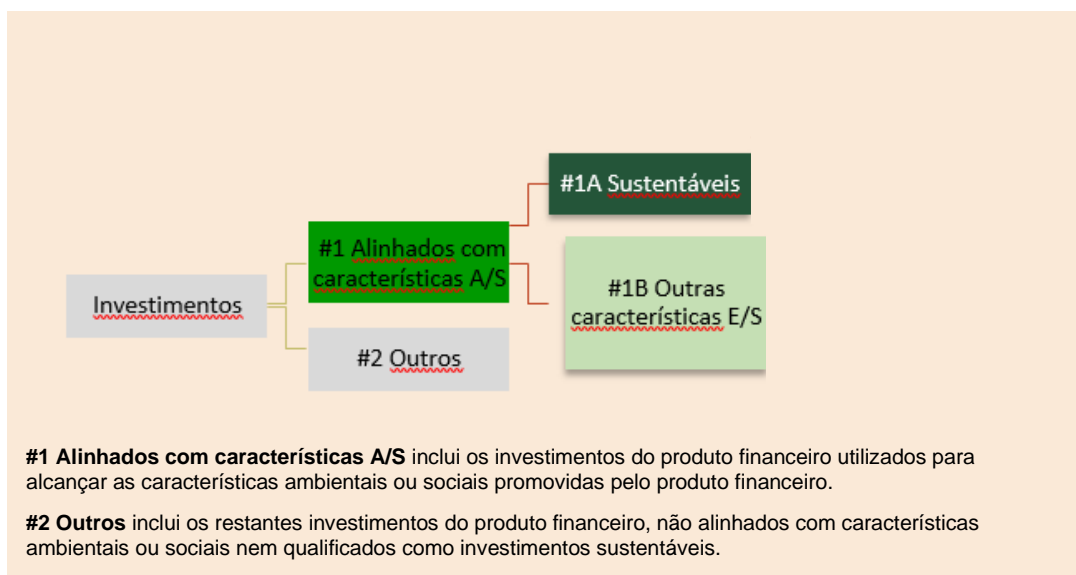 #1A Sustentáveis
#1 Alinhados com
características A/S
#1B Outras
características E/S
Investimentos
#2 Outros
#1 Alinhados com características A/S inclui os investimentos do produto financeiro utilizados para
alcançar as características ambientais ou sociais promovidas pelo produto financeiro.
#2 Outros inclui os restantes investimentos do produto financeiro, não alinhados com características
ambientais ou sociais nem qualificados como investimentos sustentáveis.